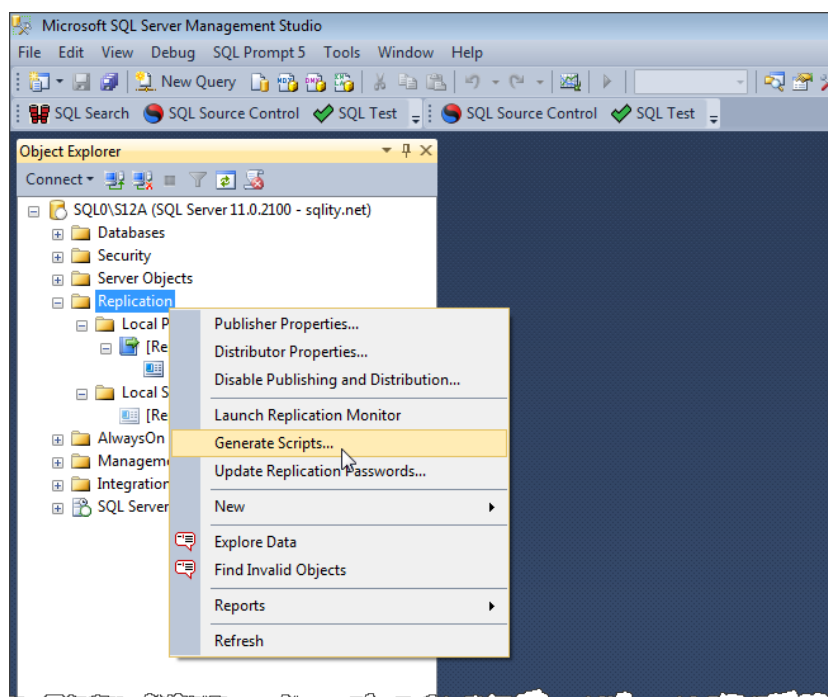 Microsoft SQL Server Management Studio
File Edit View Debug SQL Prompt 5 Tools Window Help
New Query
SQL Search SQL Source Control SQL Test SQL Source Control SQL Test
Object Explorer
Connect
SQL0\S12A (SQL Server 11.0.2100 - sqlity.net)
Databases
Security
Server Objects
Replication
Local P
[Re
Local S
[Re
AlwaysOn
Managem
Integration
SQL Server
Publisher Properties...
Distributor Properties...
Disable Publishing and Distribution...
Launch Replication Monitor
Generate Scripts...
Update Replication Passwords...
New
Explore Data
Find Invalid Objects
Reports
Refresh